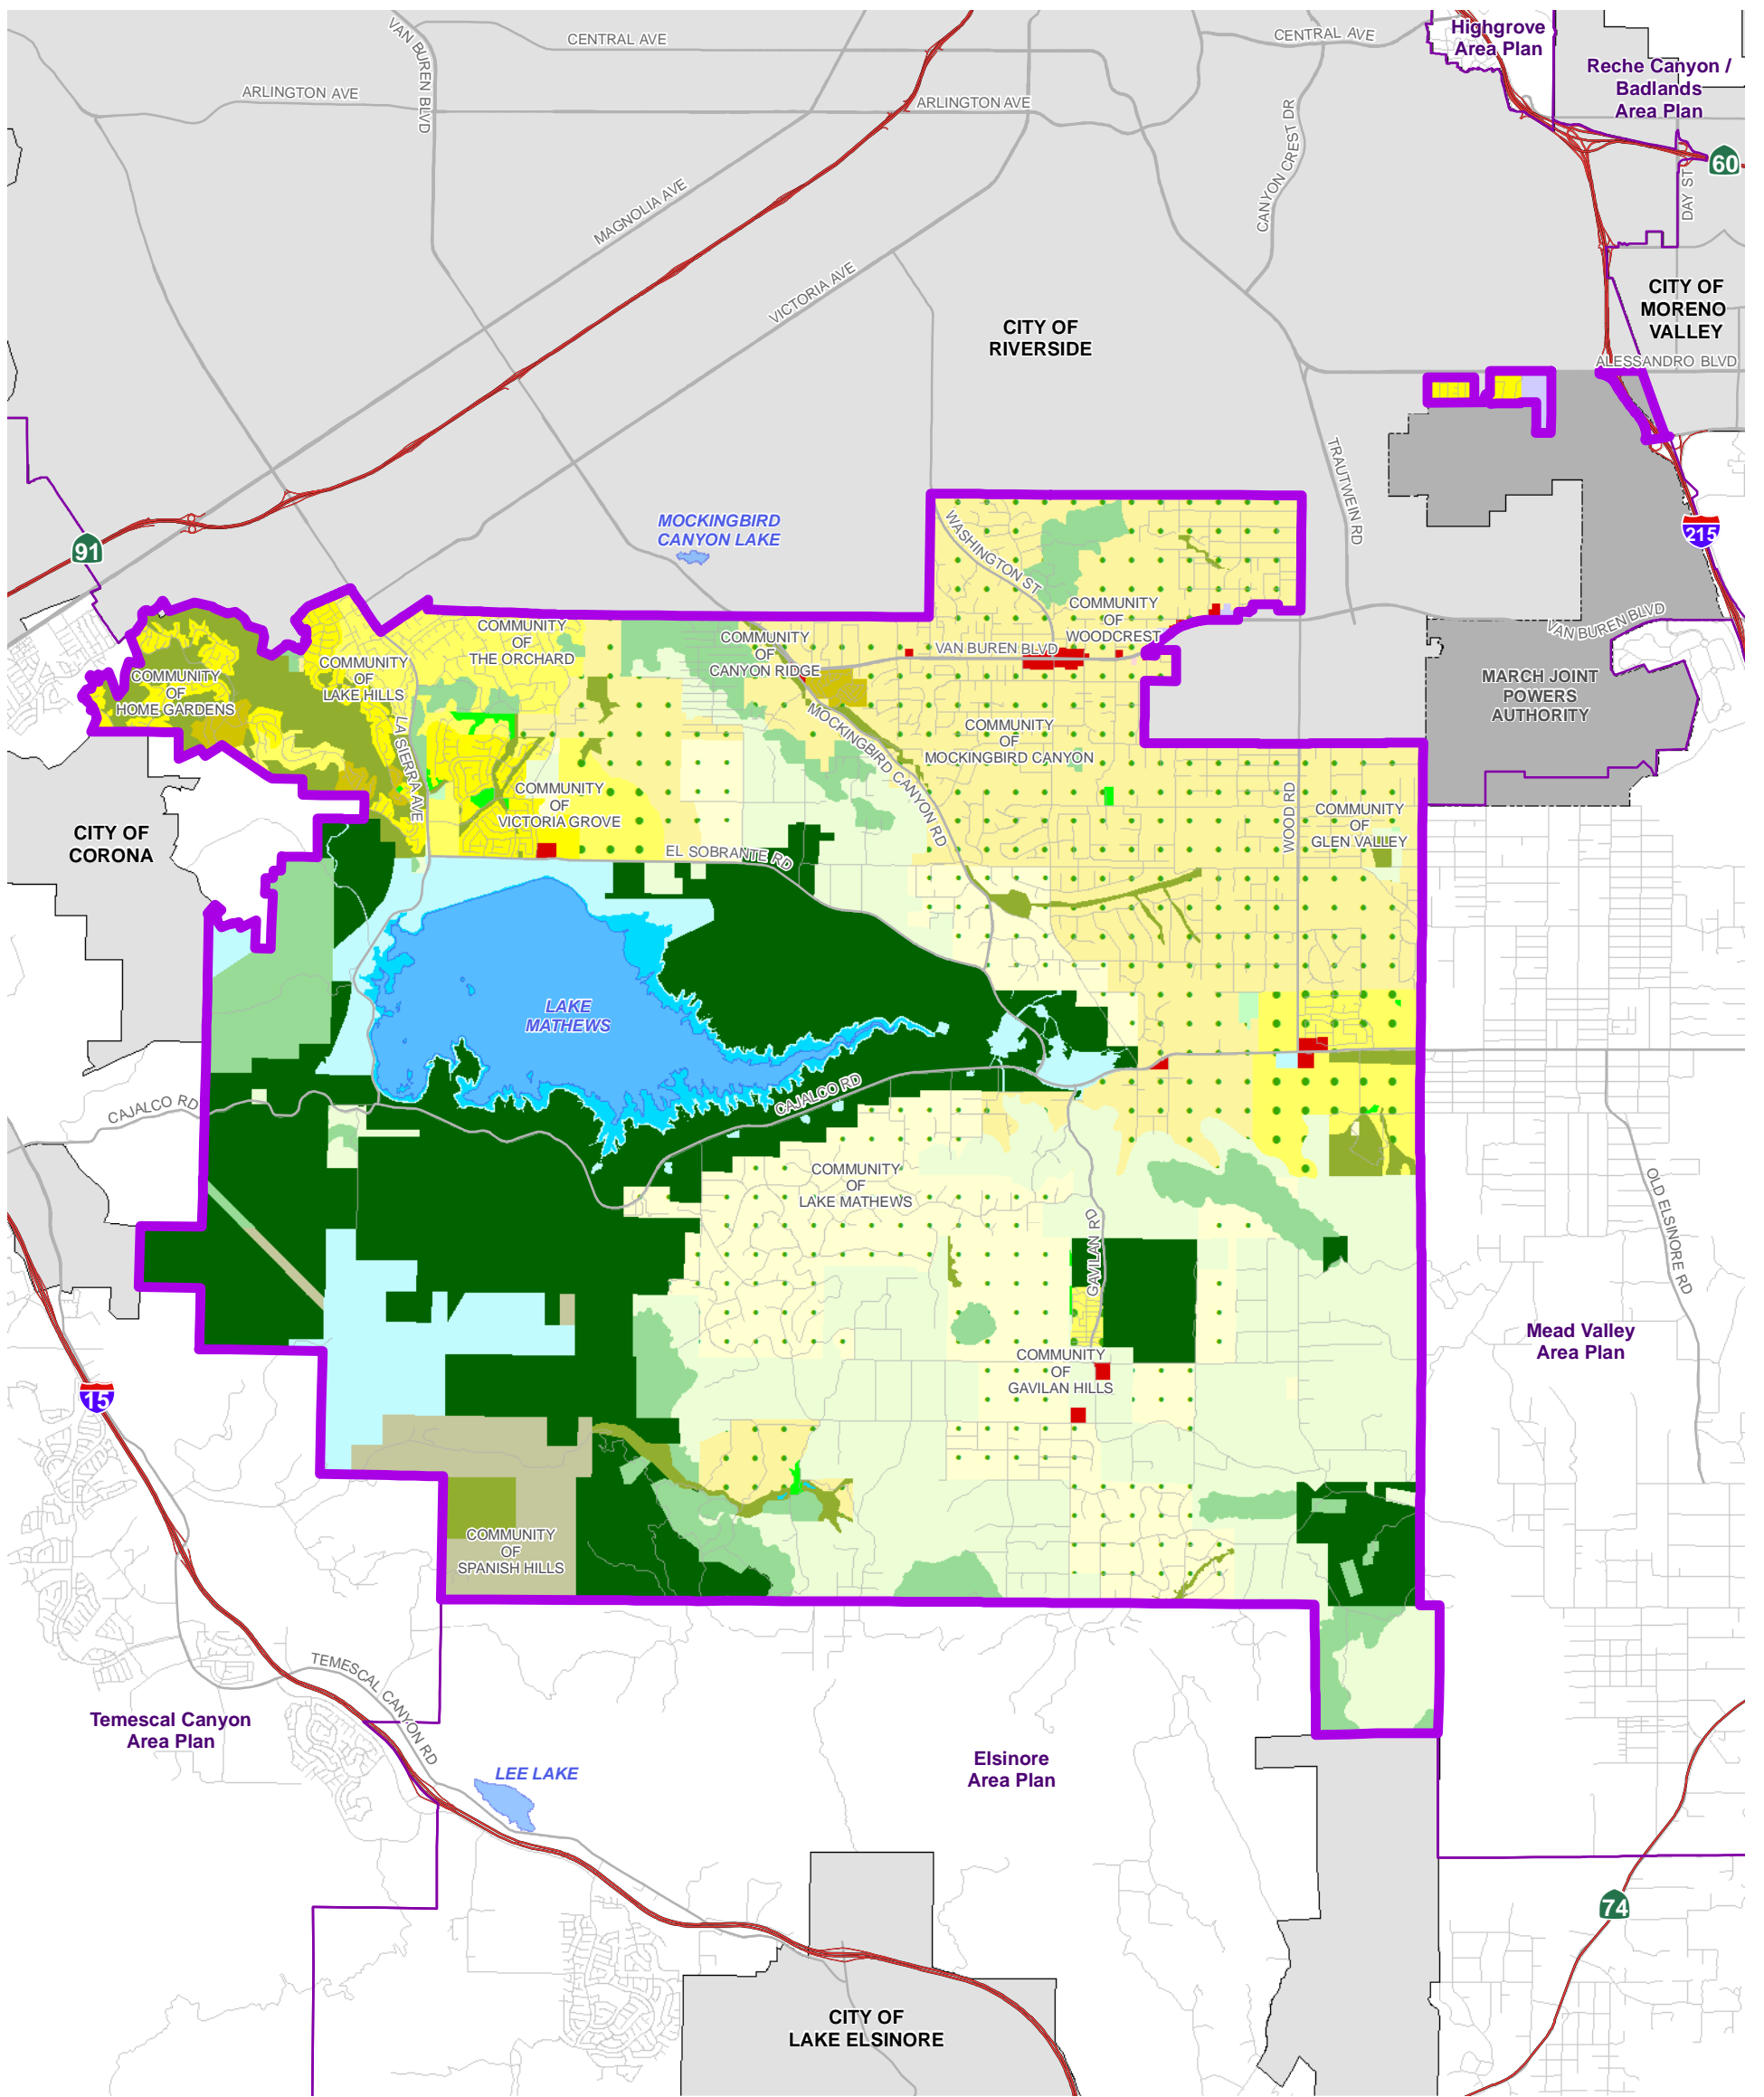 VAN BUREN BLVD
CENTRAL AVE
CENTRAL AVE
Highgrove
Area Plan
Reche Canyon /
Badlands
Area Plan
ARLINGTON AVE
ARLINGTON AVE
CANYON CREST DR
60
DAY ST
MAGNOLIA AVE
VICTORIA AVE
CITY OF
RIVERSIDE
CITY OF
MORENO
VALLEY
ALESSANDRO BLVD
TRAUTWEIN RD
MOCKINGBIRD
CANYON LAKE
91
215
WASHINGTON ST
COMMUNITY
OF
WOODCREST
VAN BUREN BLVD
COMMUNITY
OF
THE ORCHARD
COMMUNITY
OF
CANYON RIDGE
VAN BUREN BLVD
COMMUNITY
OF
LAKE HILLS
COMMUNITY
OF
HOME GARDENS
MARCH JOINT
POWERS
AUTHORITY
LA SIERRA AVE
MOCKINGBIRD CANYON RD
COMMUNITY
OF
MOCKINGBIRD CANYON
COMMUNITY
OF
VICTORIA GROVE
WOOD RD
COMMUNITY
OF
GLEN VALLEY
CITY OF
CORONA
EL SOBRANTE RD
LAKE
MATHEWS
CAJALCO RD
CAJALCO RD
COMMUNITY
OF
LAKE MATHEWS
OLD ELSINORE RD
GAVILAN RD
Mead Valley
Area Plan
COMMUNITY
OF
GAVILAN HILLS
15
COMMUNITY
OF
SPANISH HILLS
TEMESCAL CANYON RD
Temescal Canyon
Area Plan
LEE LAKE
Elsinore
Area Plan
74
CITY OF
LAKE ELSINORE